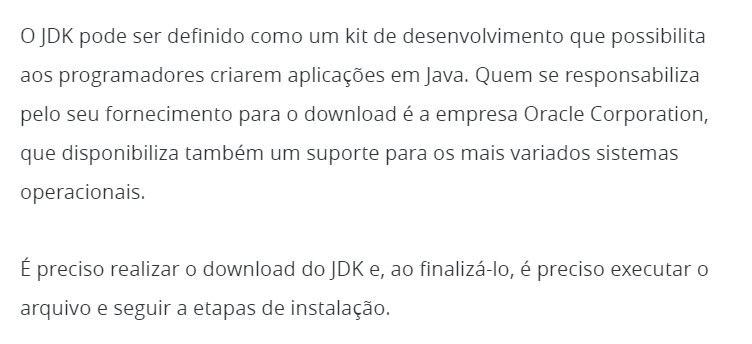 O JDK pode ser definido como um kit de desenvolvimento que possibilita
aos programadores criarem aplicações em Java. Quem se responsabiliza
pelo seu fornecimento para o download é a empresa Oracle Corporation,
que disponibiliza também um suporte para os mais variados sistemas
operacionais.
É preciso realizar o download do JDK e, ao finalizá-lo, é preciso executar o
arquivo e seguir a etapas de instalação.